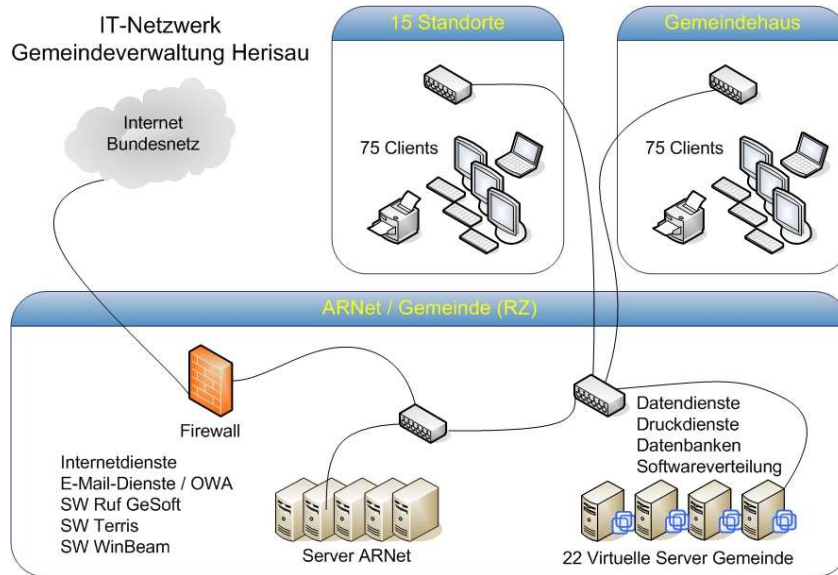 IT-Netzwerk
Gemeindeverwaltung Herisau
15 Standorte
Gemeindehaus
Internet
Bundesnetz
75 Clients
75 Clients
ARNet / Gemeinde (RZ)
Firewall
Internetdienste
E-Mail-Dienste / OWA
SW Ruf GeSoft
SW Terris
SW WinBeam
Server ARNet
Datendienste
Druckdienste
Datenbanken
Softwareverteilung
22 Virtuelle Server Gemeinde